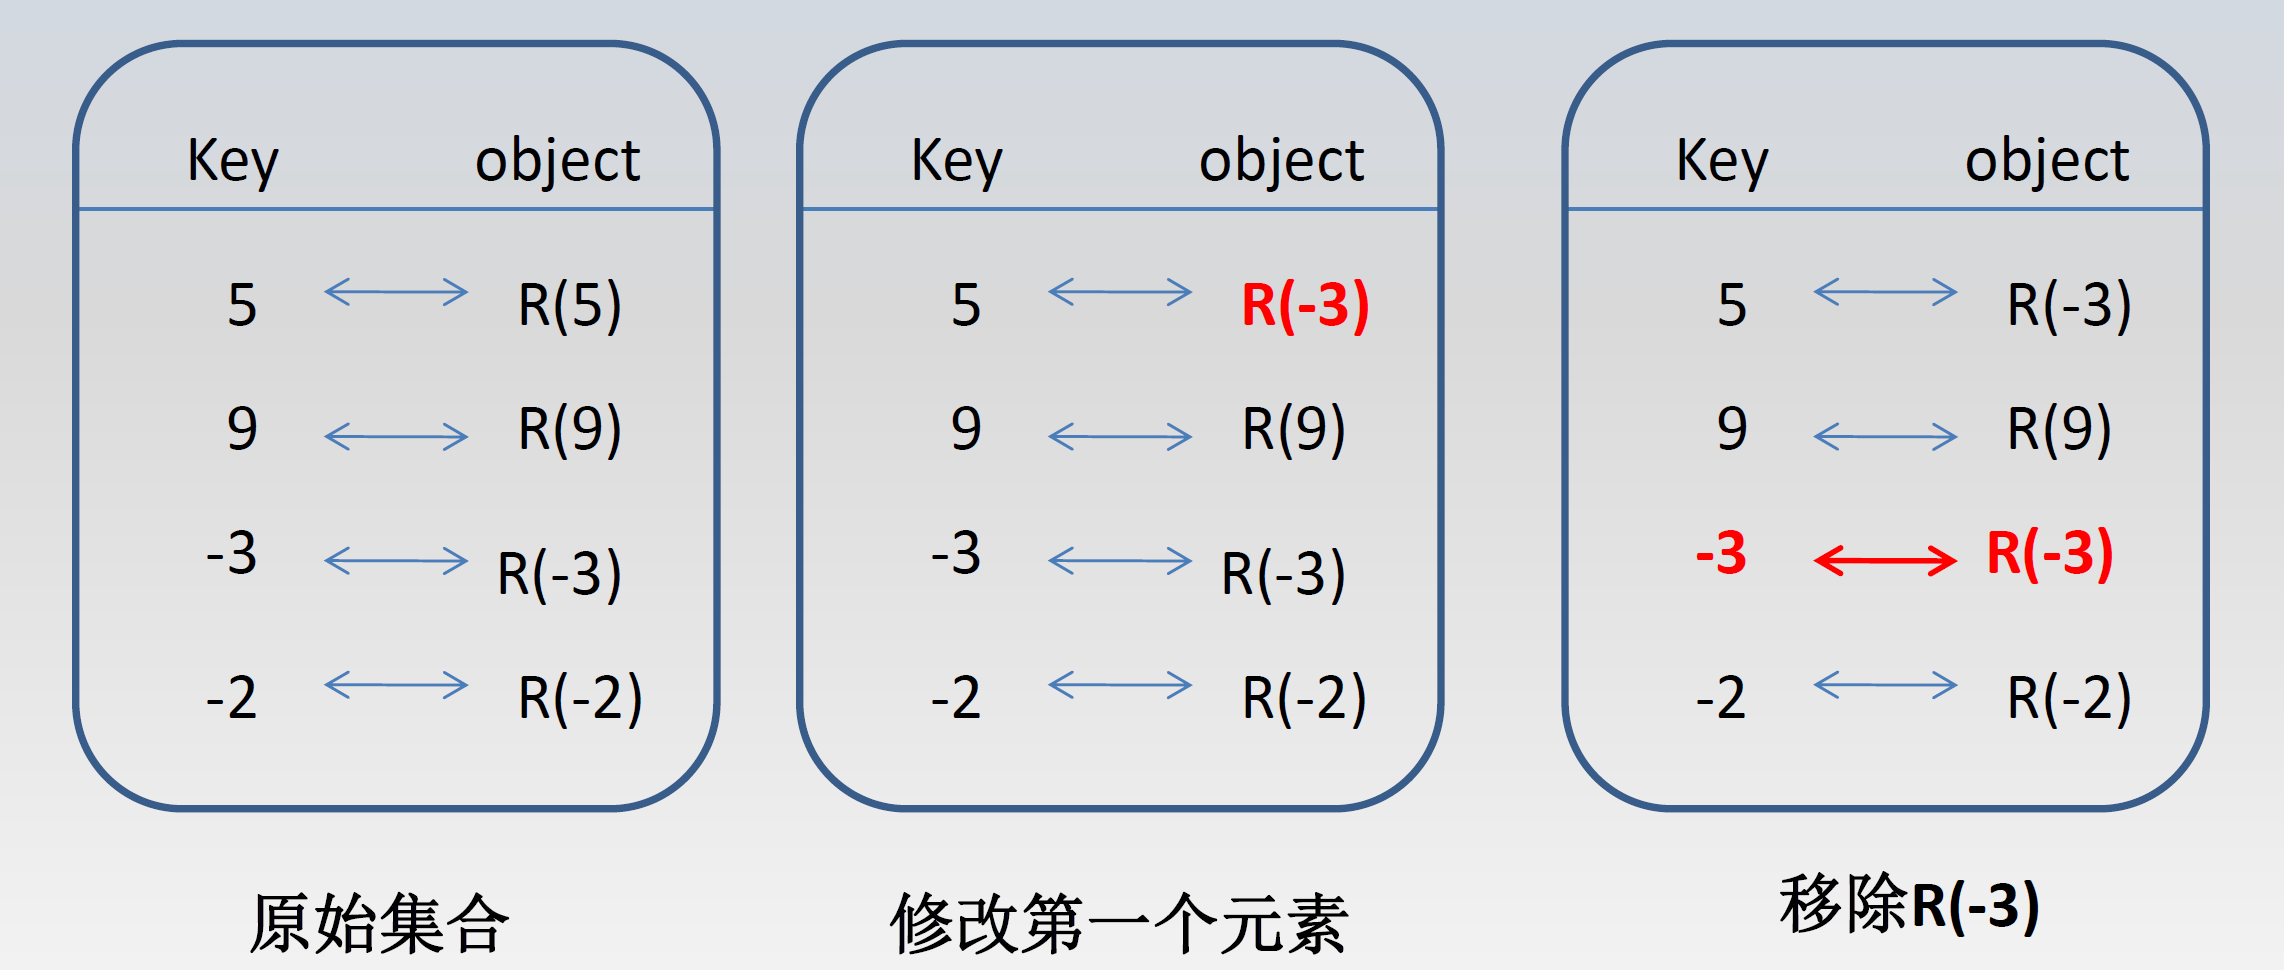 Key object
5 R(5)
9 R(9)
-3 R(-3)
-2 R(-2)
原始集合
Key object
5 R(-3)
9 R(9)
-3 R(-3)
-2 R(-2)
修改第一个元素
Key object
5 R(-3)
9 R(9)
-3 R(-3)
-2 R(-2)
移除R(-3)